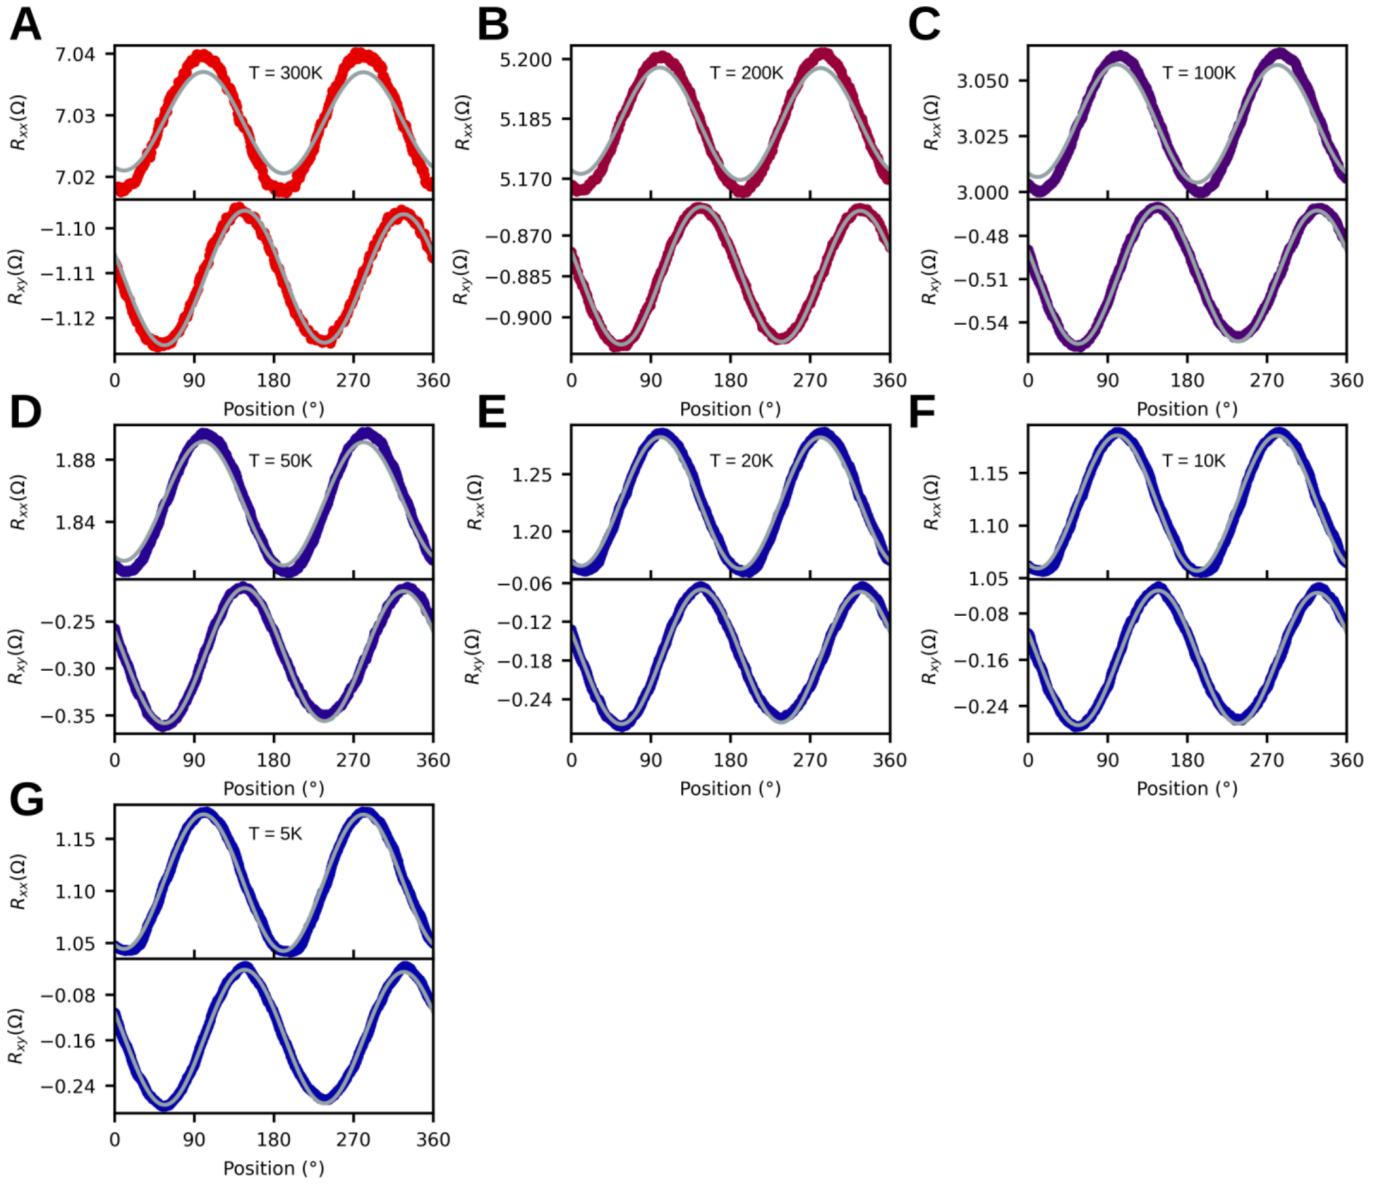 A
B
C
7.04
7.03
7.02
Rxx(Ω)
T = 300K
−1.10
−1.11
−1.12
Rxy(Ω)
0 90 180 270 360
Position (°)
5.200
5.185
5.170
Rxx(Ω)
T = 200K
−0.870
−0.885
−0.900
Rxy(Ω)
0 90 180 270 360
Position (°)
3.050
3.025
3.000
Rxx(Ω)
T = 100K
−0.48
−0.51
−0.54
Rxy(Ω)
0 90 180 270 360
Position (°)
D
E
F
1.88
1.84
Rxx(Ω)
T = 50K
−0.25
−0.30
−0.35
Rxy(Ω)
0 90 180 270 360
Position (°)
1.25
1.20
Rxx(Ω)
T = 20K
−0.06
−0.12
−0.18
−0.24
Rxy(Ω)
0 90 180 270 360
Position (°)
1.15
1.10
1.05
Rxx(Ω)
T = 10K
−0.08
−0.16
−0.24
Rxy(Ω)
0 90 180 270 360
Position (°)
G
1.15
1.10
1.05
Rxx(Ω)
T = 5K
−0.08
−0.16
−0.24
Rxy(Ω)
0 90 180 270 360
Position (°)